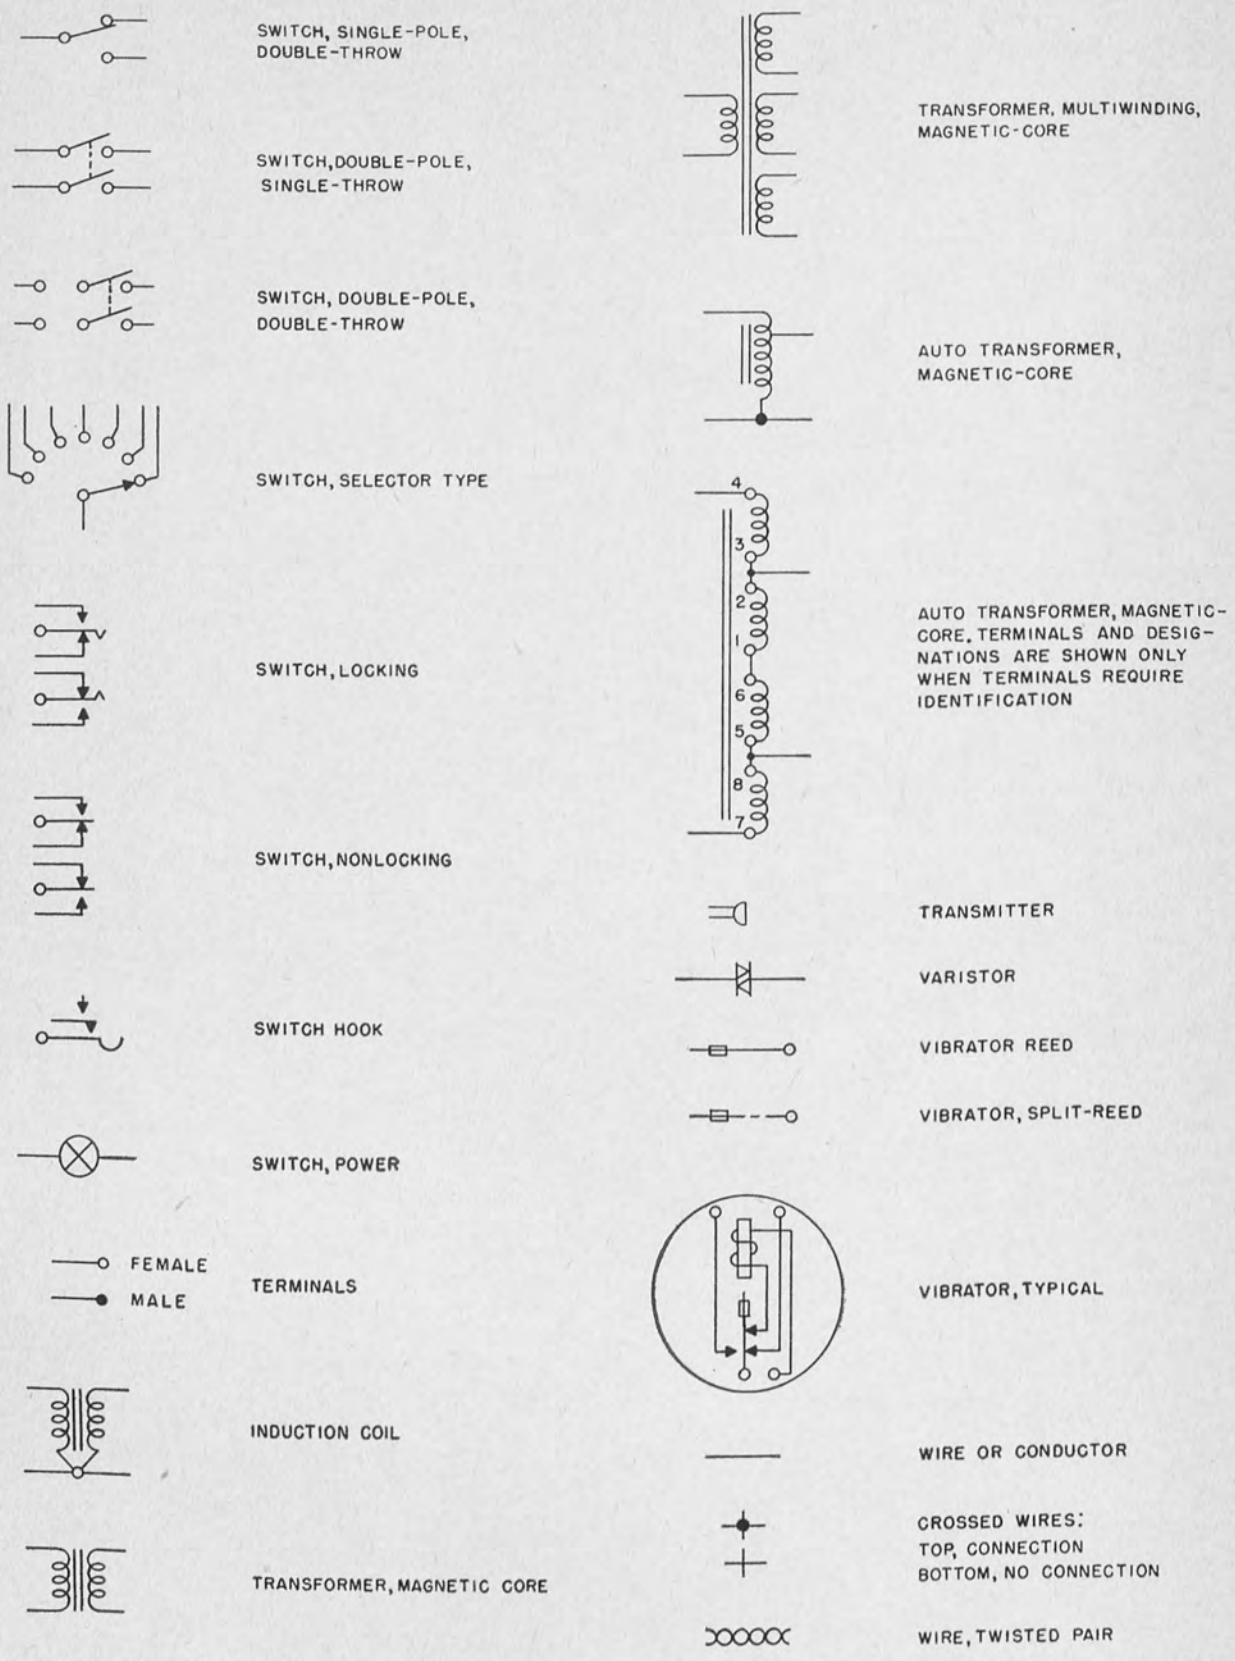 SWITCH, SINGLE-POLE,
DOUBLE-THROW
SWITCH, DOUBLE-POLE,
SINGLE-THROW
SWITCH, DOUBLE-POLE,
DOUBLE-THROW
SWITCH, SELECTOR TYPE
SWITCH, LOCKING
SWITCH, NONLOCKING
SWITCH HOOK
SWITCH, POWER
FEMALE
MALE
TERMINALS
INDUCTION COIL
TRANSFORMER, MAGNETIC CORE
TRANSFORMER, MULTIWINDING,
MAGNETIC-CORE
AUTO TRANSFORMER,
MAGNETIC-CORE
4
3
2
1
6
5
8
7
AUTO TRANSFORMER, MAGNETIC-
CORE. TERMINALS AND DESIG-
NATIONS ARE SHOWN ONLY
WHEN TERMINALS REQUIRE
IDENTIFICATION
TRANSMITTER
VARISTOR
VIBRATOR REED
VIBRATOR, SPLIT-REED
VIBRATOR, TYPICAL
WIRE OR CONDUCTOR
CROSSED WIRES:
TOP, CONNECTION
BOTTOM, NO CONNECTION
WIRE, TWISTED PAIR